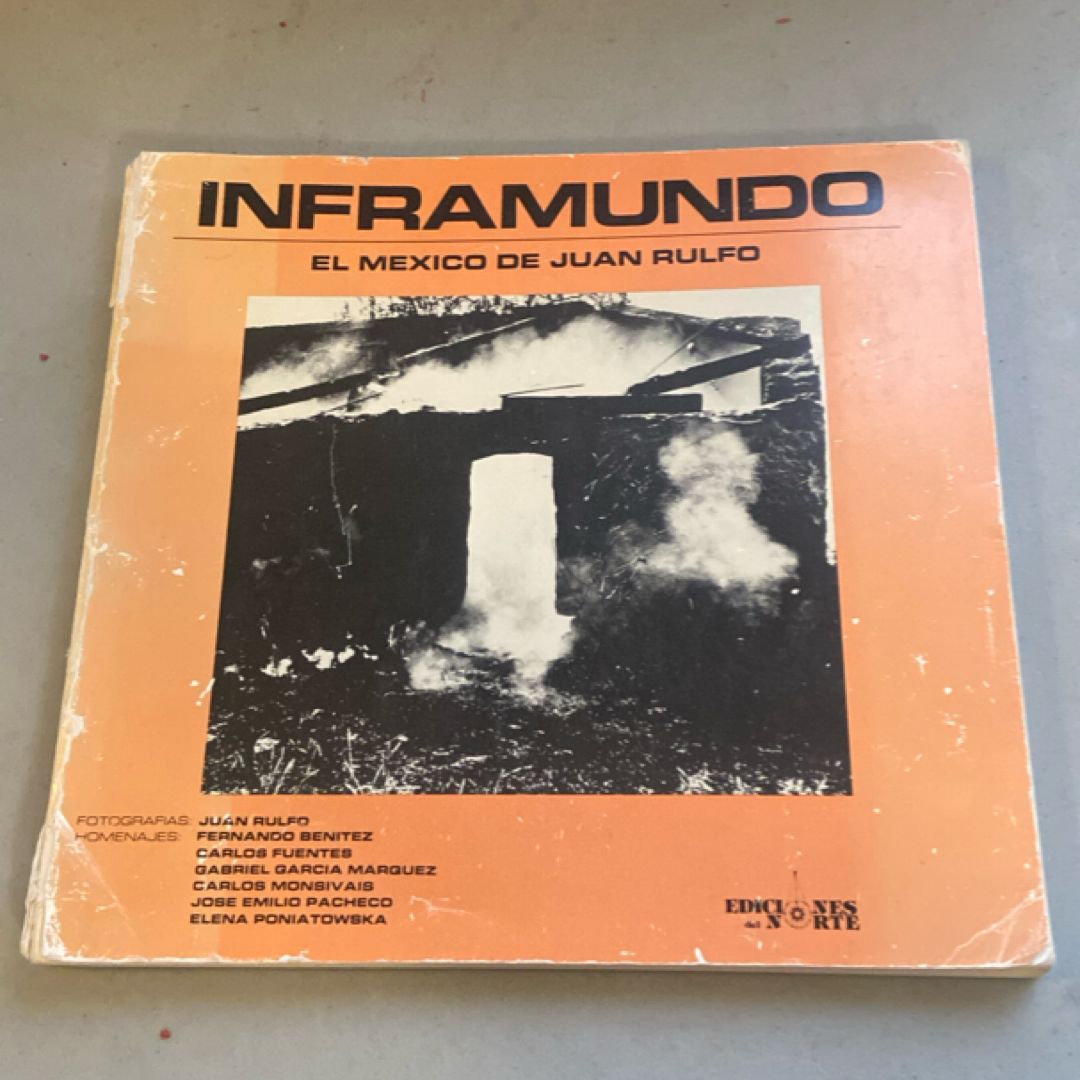 INFRAMUNDO
EL MEXICO DE JUAN RULFO
FOTOGRAFIAS: JUAN RULFO
HOMENAJES: FERNANDO BENITEZ
CARLOS FUENTES
GABRIEL GARCIA MARQUEZ
CARLOS MONSIVAIS
JOSE EMILIO PACHECO
ELENA PONIATOWSKA
EDICIONES
del NORTE